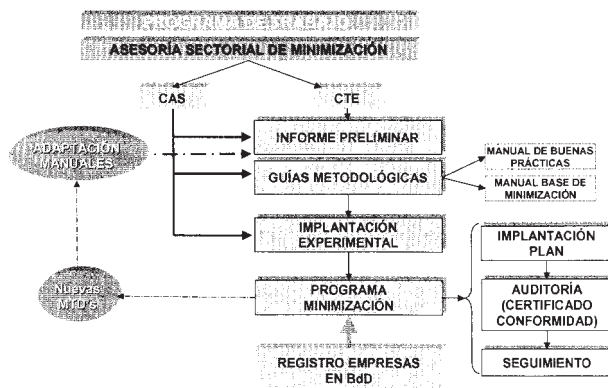 PROGRAMA DE TRABAJO
ASESORÍA SECTORIAL DE MINIMIZACIÓN
CAS
CTE
INFORME PRELIMINAR
ADAPTACIÓN
MANUALES
GUÍAS METODOLÓGICAS
MANUAL DE BUENAS
PRÁCTICAS
MANUAL BASE DE
MINIMIZACIÓN
IMPLANTACIÓN
EXPERIMENTAL
IMPLANTACIÓN
PLAN
Nuevas
MTD's
PROGRAMA
MINIMIZACIÓN
AUDITORÍA
(CERTIFICADO
CONFORMIDAD)
REGISTRO EMPRESAS
EN BdD
SEGUIMIENTO